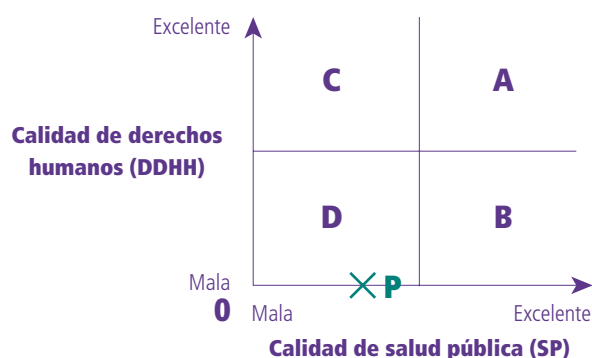 Excelente
C
A
Calidad de derechos
humanos (DDHH)
D
B
Mala
P
0
Mala
Excelente
Calidad de salud pública (SP)